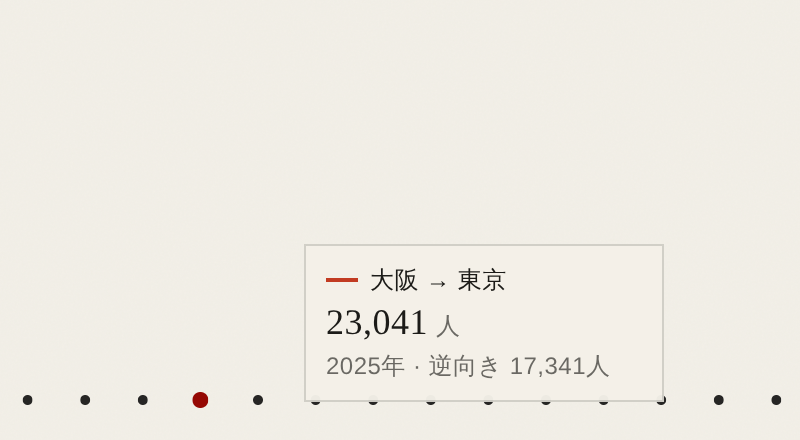 大阪 → 東京
23,041 人
2025年 · 逆向き 17,341人